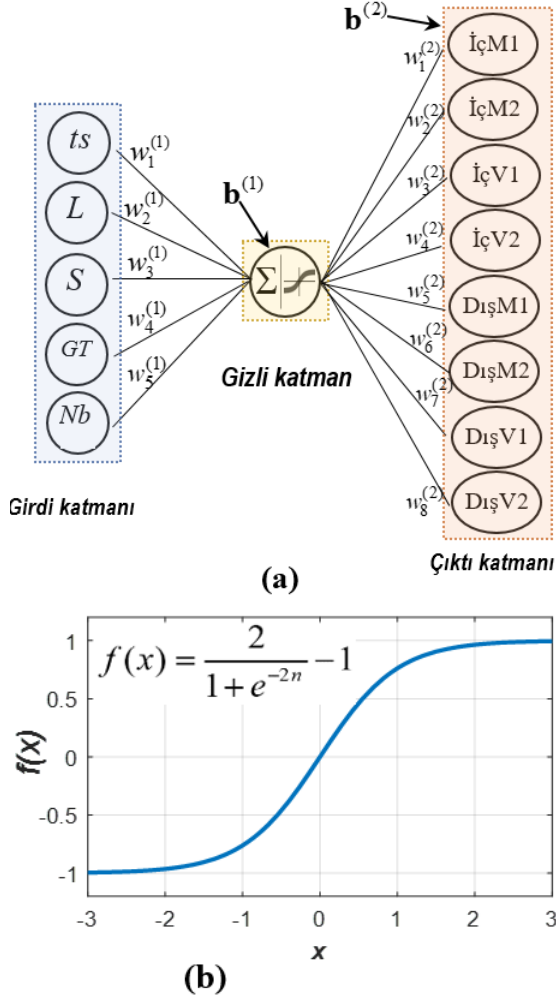 b(2)
İçM1
w1(2)
İçM2
ts
w1(1)
w2(2)
İçV1
b(1)
w3(2)
L
w2(1)
İçV2
w4(2)
S
w3(1)
Σ
DışM1
w5(2)
GT
w4(1)
w6(2)
DışM2
Gizli katman
w7(2)
Nb
w5(1)
DışV1
w8(2)
DışV2
Girdi katmanı
Çıktı katmanı
(a)
f(x) = 2 / (1 + e^-2n) - 1
1
0.5
0
-0.5
-1
f(x)
-3 -2 -1 0 1 2 3
x
(b)